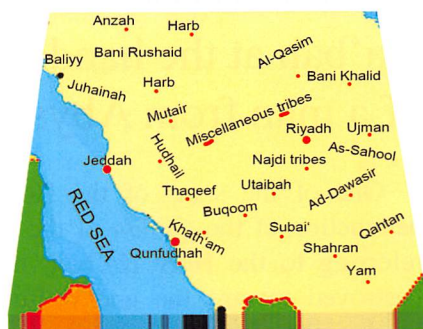 Anzah
Harb
Bani Rushaid
Al-Qasim
Baliyy
Juhainah
Harb
Bani Khalid
Mutair
Miscellaneous tribes
Hudhail
Riyadh
Ujman
As-Sahool
Jeddah
Najdi tribes
Thaqeef
Utaibah
Ad-Dawasir
RED SEA
Buqoom
Khath'am
Subai'
Qahtan
Qunfudhah
Shahran
Yam